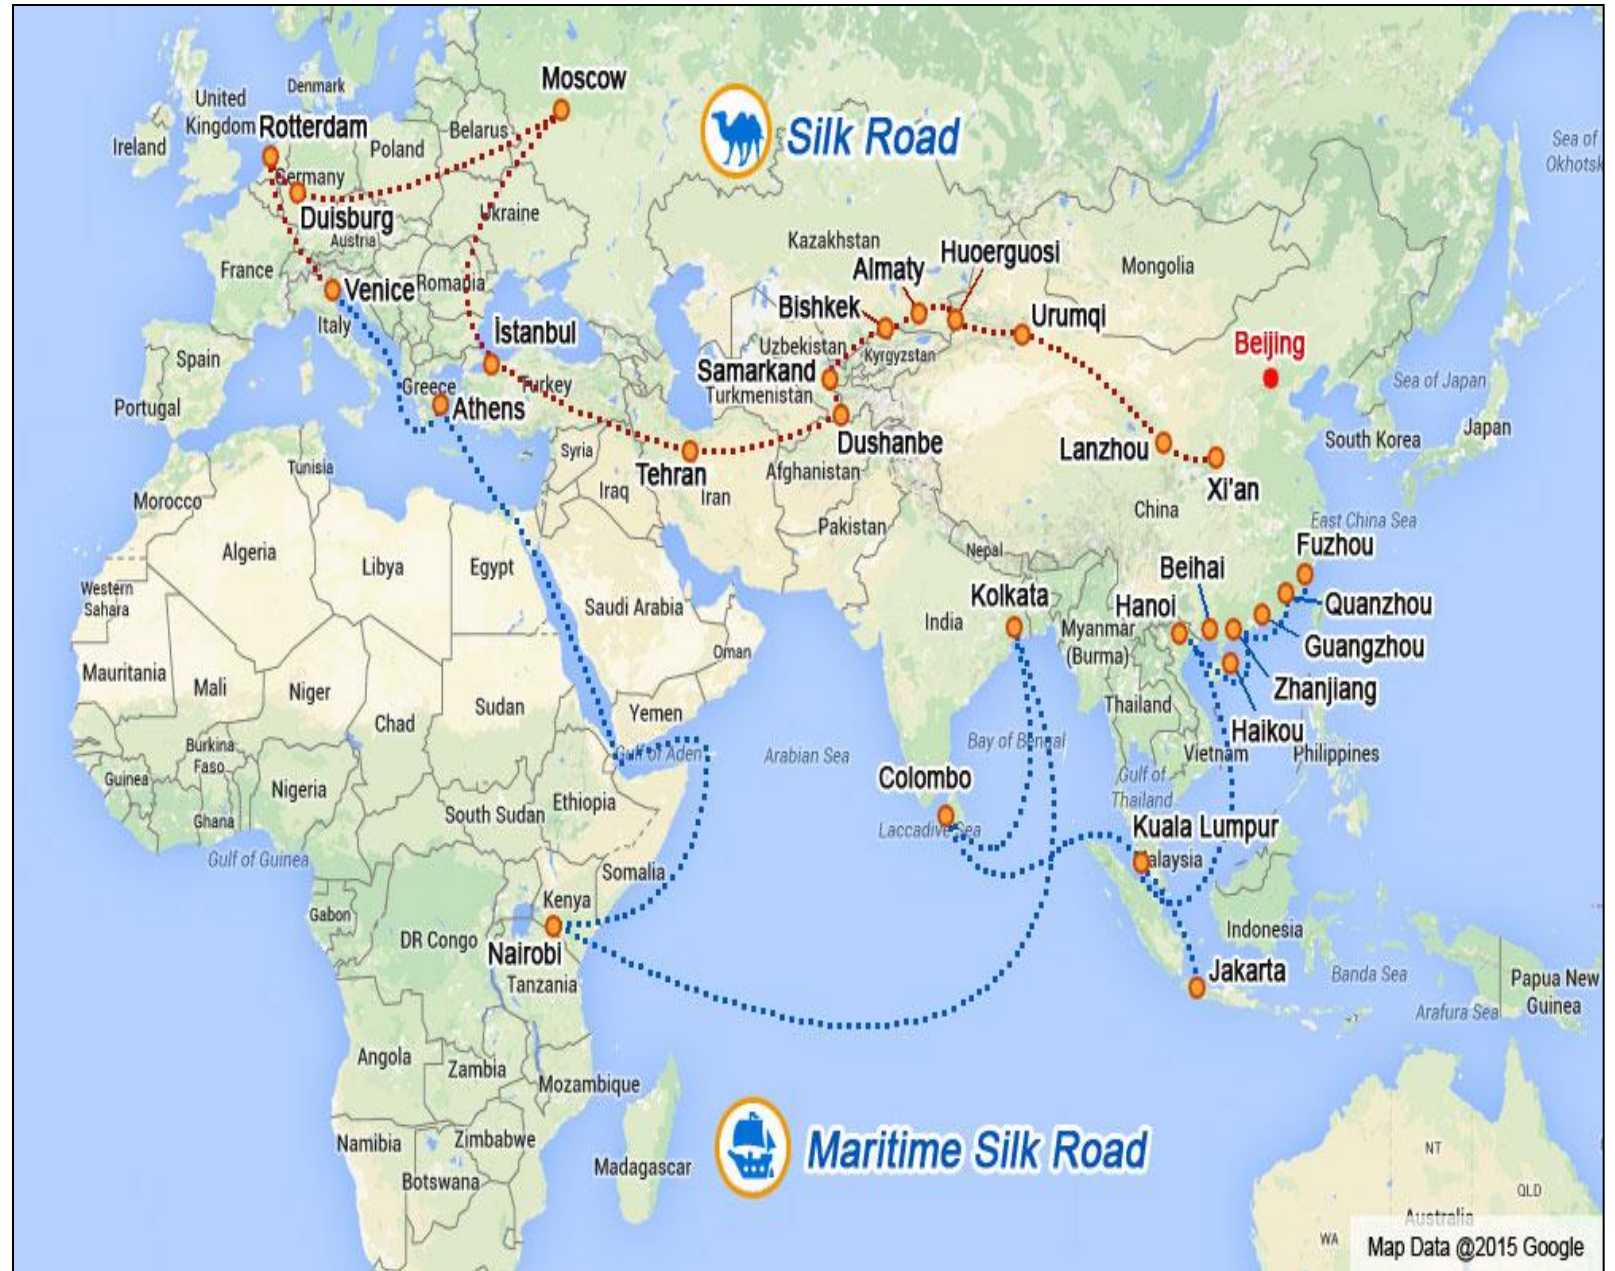 Moscow
Denmark
United
Kingdom
Rotterdam
Belarus
Silk Road
Ireland
Poland
Sea of
Okhotsk
Germany
Duisburg
Ukraine
Austria
Kazakhstan
Huoerguosi
France
Almaty
Mongolia
Venice
Romania
Bishkek
Urumqi
Italy
İstanbul
Uzbekistan
Kyrgyzstan
Beijing
Spain
Samarkand
Greece
Turkey
Turkmenistan
Sea of Japan
Portugal
Athens
Dushanbe
Lanzhou
South Korea
Japan
Syria
Tunisia
Tehran
Afghanistan
Iraq
Iran
Xi'an
Morocco
China
Pakistan
East China Sea
Algeria
Libya
Egypt
Nepal
Fuzhou
Beihai
Western
Sahara
Saudi Arabia
Kolkata
Hanoi
Quanzhou
India
Myanmar
(Burma)
Guangzhou
Oman
Mauritania
Mali
Niger
Zhanjiang
Chad
Sudan
Yemen
Thailand
Haikou
Burkina
Faso
Gulf of Aden
Arabian Sea
Bay of Bengal
Vietnam
Philippines
Guinea
Nigeria
Colombo
Gulf of
Thailand
Ethiopia
South Sudan
Ghana
Laccadive Sea
Kuala Lumpur
Gulf of Guinea
Malaysia
Somalia
Kenya
Gabon
DR Congo
Indonesia
Nairobi
Tanzania
Jakarta
Banda Sea
Papua New
Guinea
Arafura Sea
Angola
Zambia
Mozambique
Namibia
Zimbabwe
Maritime Silk Road
Madagascar
NT
Botswana
QLD
Australia
WA
Map Data @2015 Google